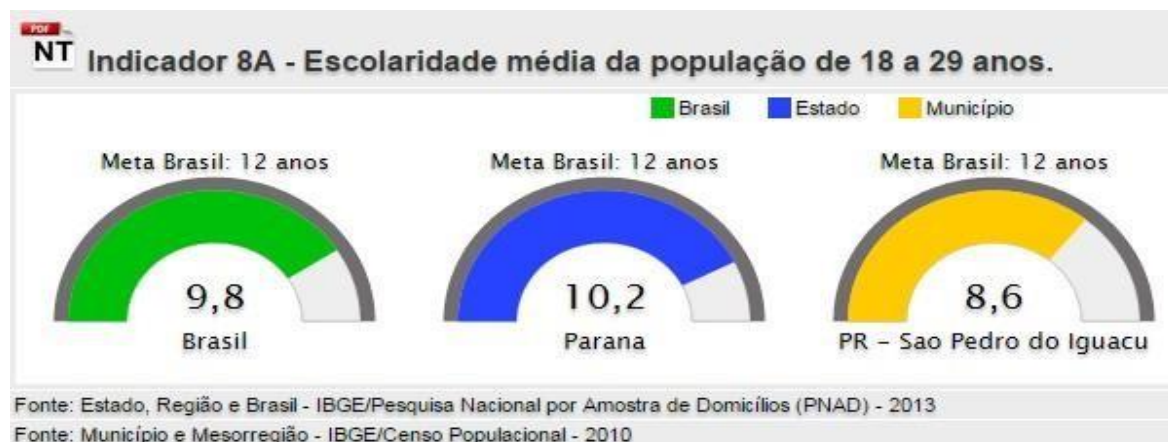 PDF
NT
Indicador 8A - Escolaridade média da população de 18 a 29 anos.
Brasil Estado Município
Meta Brasil: 12 anos Meta Brasil: 12 anos Meta Brasil: 12 anos
9,8 10,2 8,6
Brasil Parana PR - Sao Pedro do Iguacu
Fonte: Estado, Região e Brasil - IBGE/Pesquisa Nacional por Amostra de Domicílios (PNAD) - 2013
Fonte: Município e Mesorregião - IBGE/Censo Populacional - 2010